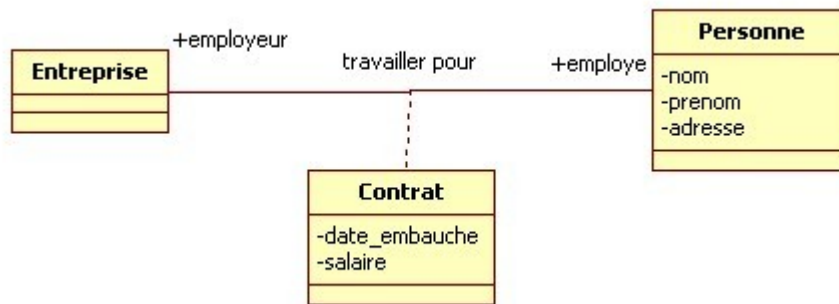 Entreprise
+employeur
travailler pour
+employe
Personne
-nom
-prenom
-adresse
Contrat
-date_embauche
-salaire